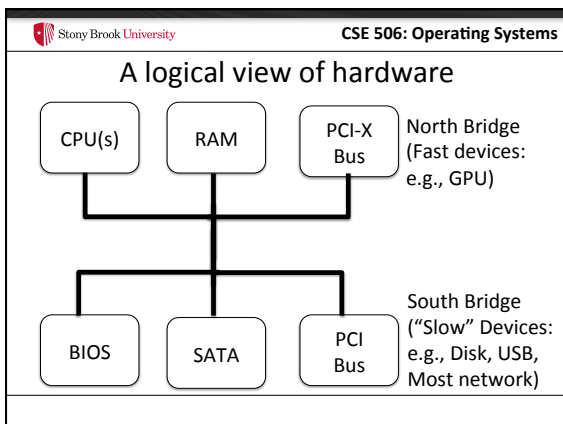 Stony Brook University
CSE 506: Operating Systems
A logical view of hardware
CPU(s)
RAM
PCI-X
Bus
North Bridge
(Fast devices:
e.g., GPU)
BIOS
SATA
PCI
Bus
South Bridge
(“Slow” Devices:
e.g., Disk, USB,
Most network)